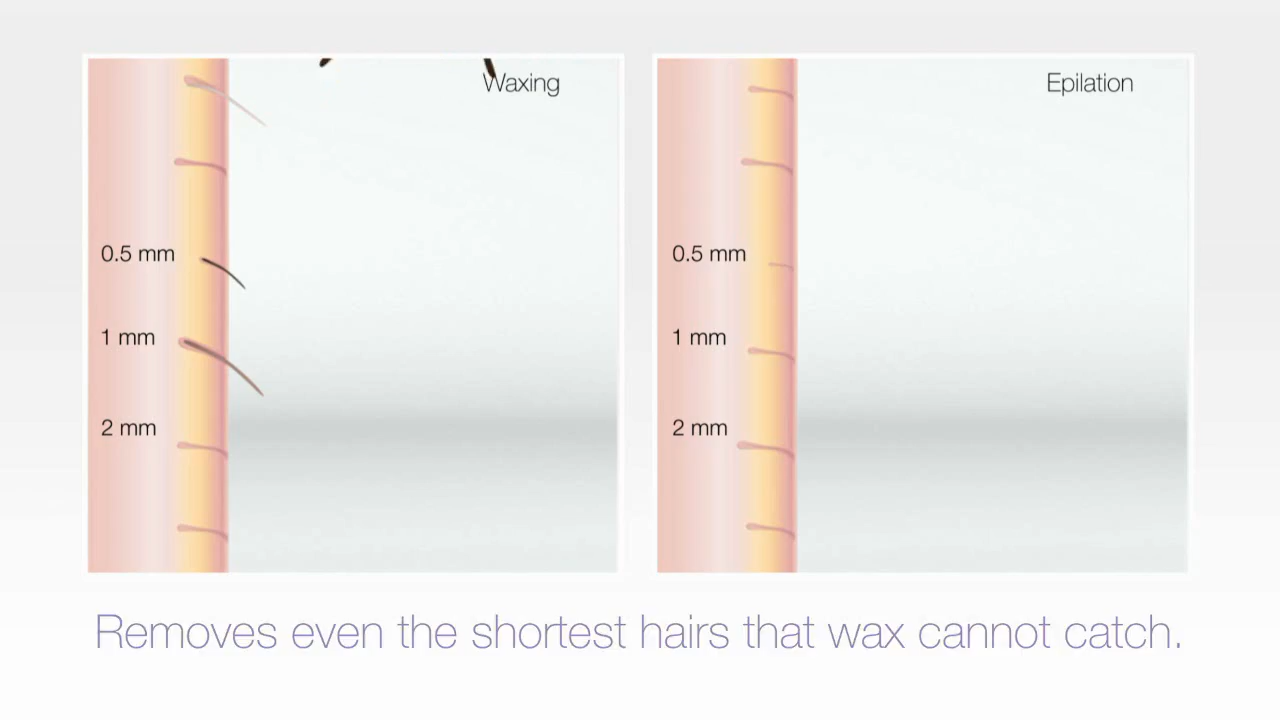 Waxing
0.5 mm
1 mm
2 mm
Epilation
0.5 mm
1 mm
2 mm
Removes even the shortest hairs that wax cannot catch.